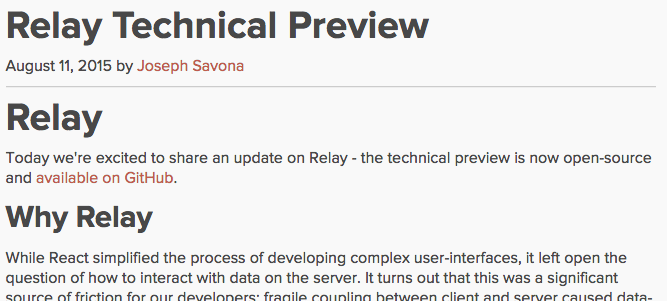 Relay Technical Preview
August 11, 2015 by Joseph Savona
Relay
Today we're excited to share an update on Relay - the technical preview is now open-source
and available on GitHub.
Why Relay
While React simplified the process of developing complex user-interfaces, it left open the
question of how to interact with data on the server. It turns out that this was a significant
source of friction for our developers; fragile coupling between client and server caused data-